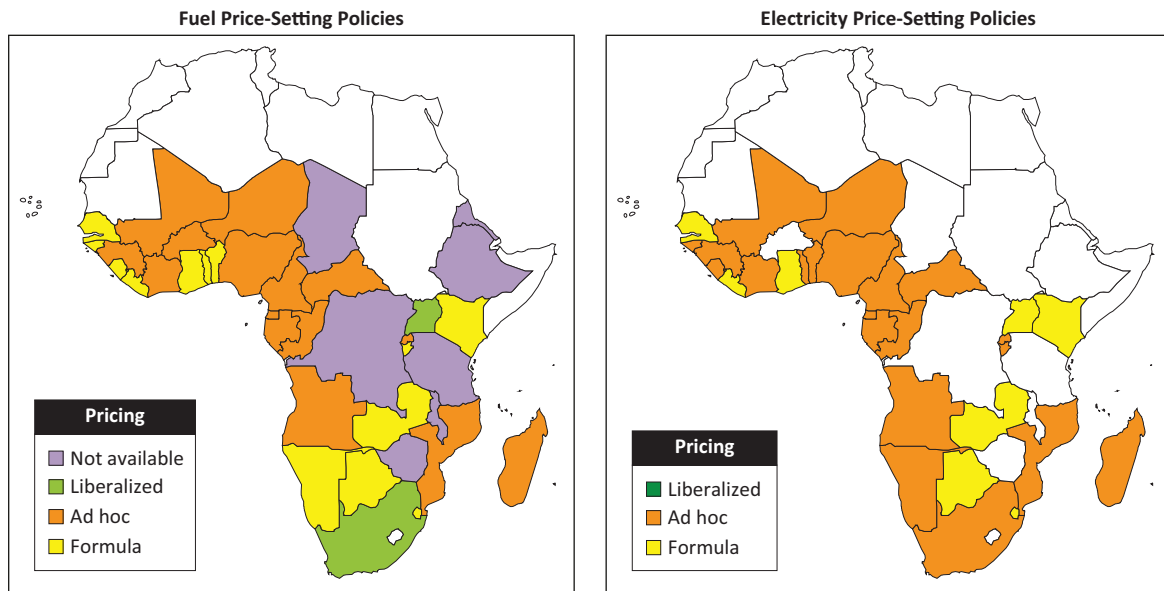 Fuel Price-Setting Policies
Pricing
Not available
Liberalized
Ad hoc
Formula
Electricity Price-Setting Policies
Pricing
Liberalized
Ad hoc
Formula